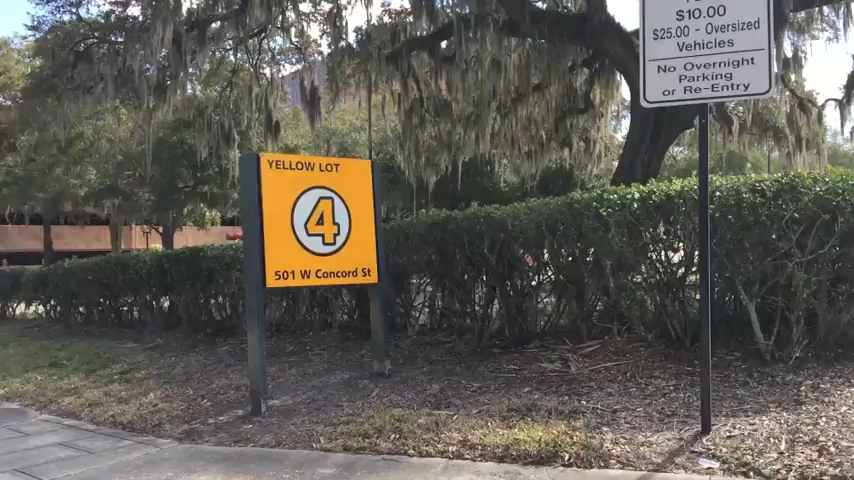 YELLOW LOT
4
501 W Concord St
$10.00
$25.00 - Oversized
Vehicles
No Overnight
Parking
or Re-Entry